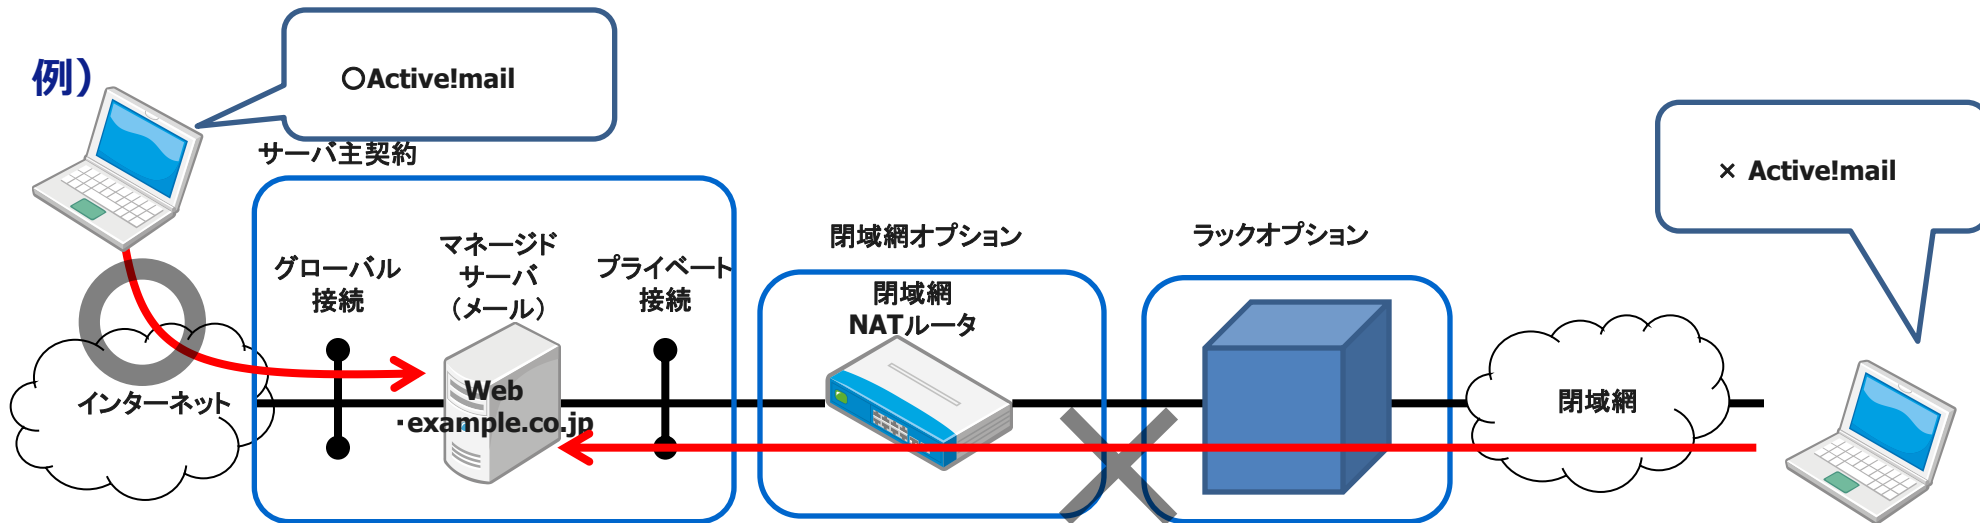 例)
○Active!mail
サーバ主契約
グローバル
接続
マネージド
サーバ
(メール)
プライベート
接続
Web
・example.co.jp
インターネット
閉域網オプション
閉域網
NATルータ
ラックオプション
閉域網
× Active!mail